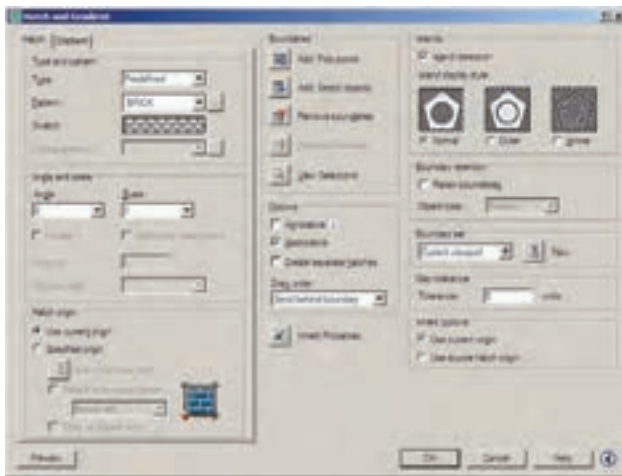 Hatch and Gradient
Hatch
Gradient
Type and pattern
Type:
Predefined
Pattern:
BRICK
Swatch:
Angle and scale
Angle:
Scale:
Hatch origin
Use current origin
Specified origin
Preview
Boundaries
Add: Pick points
Add: Select objects
Remove boundaries
View Selections
Options
Annotative
Associative
Create separate hatches
Draw order:
Send behind boundary
Inherit Properties
Islands
Island detection
Island display style:
Normal
Outer
Ignore
Boundary retention
Retain boundaries
Object type:
Boundary set
Current viewport
New
Gap tolerance
Tolerance:
units
Inherit options
Use current origin
Use source hatch origin
OK
Cancel
Help